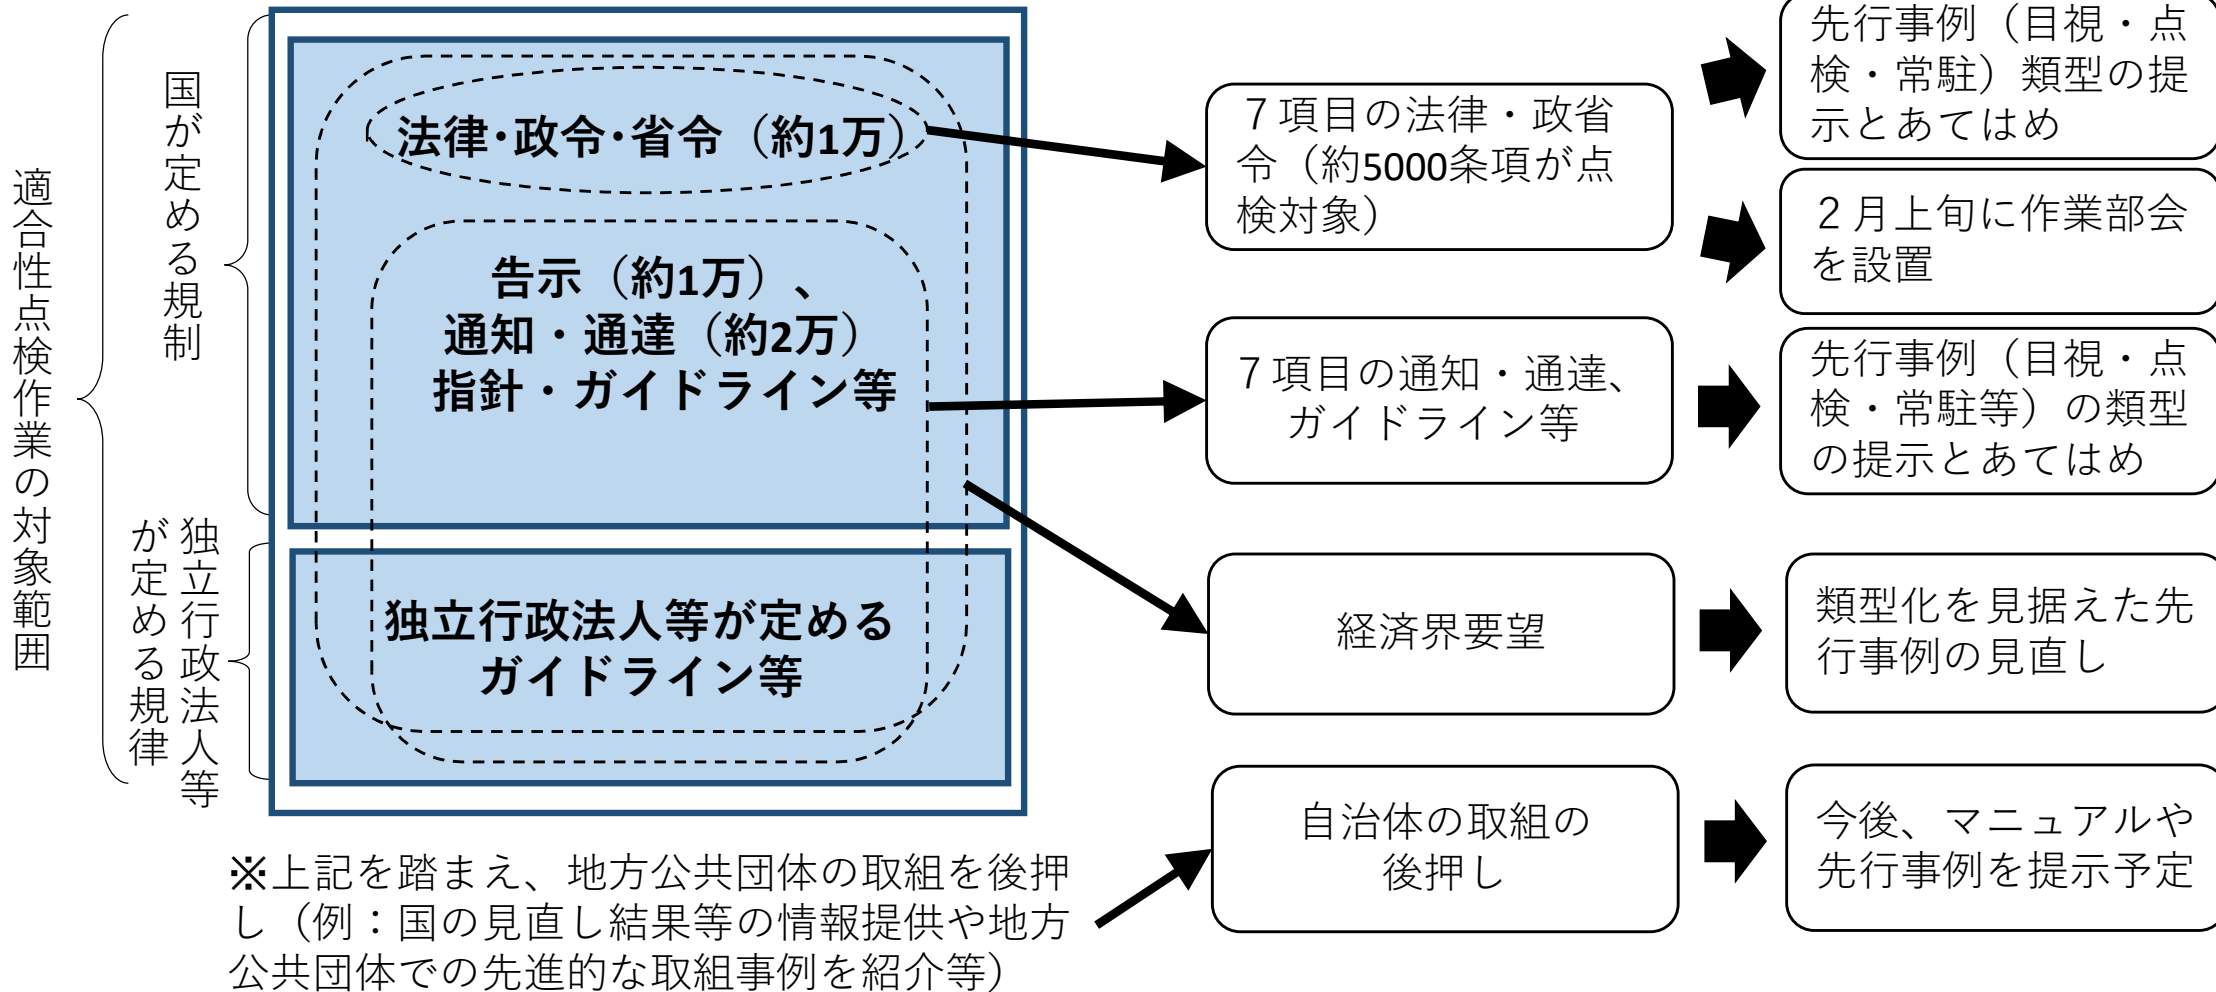 適合性点検作業の対象範囲
国が定める規制
独立行政法人等
が定める規律
法律・政令・省令（約1万）
告示（約1万）、
通知・通達（約2万）
指針・ガイドライン等
独立行政法人等が定める
ガイドライン等
※上記を踏まえ、地方公共団体の取組を後押
し（例：国の見直し結果等の情報提供や地方
公共団体での先進的な取組事例を紹介等）
７項目の法律・政省
令（約5000条項が点
検対象）
７項目の通知・通達、
ガイドライン等
経済界要望
自治体の取組の
後押し
先行事例（目視・点
検・常駐）類型の提
示とあてはめ
２月上旬に作業部会
を設置
先行事例（目視・点
検・常駐等）の類型
の提示とあてはめ
類型化を見据えた先
行事例の見直し
今後、マニュアルや
先行事例を提示予定